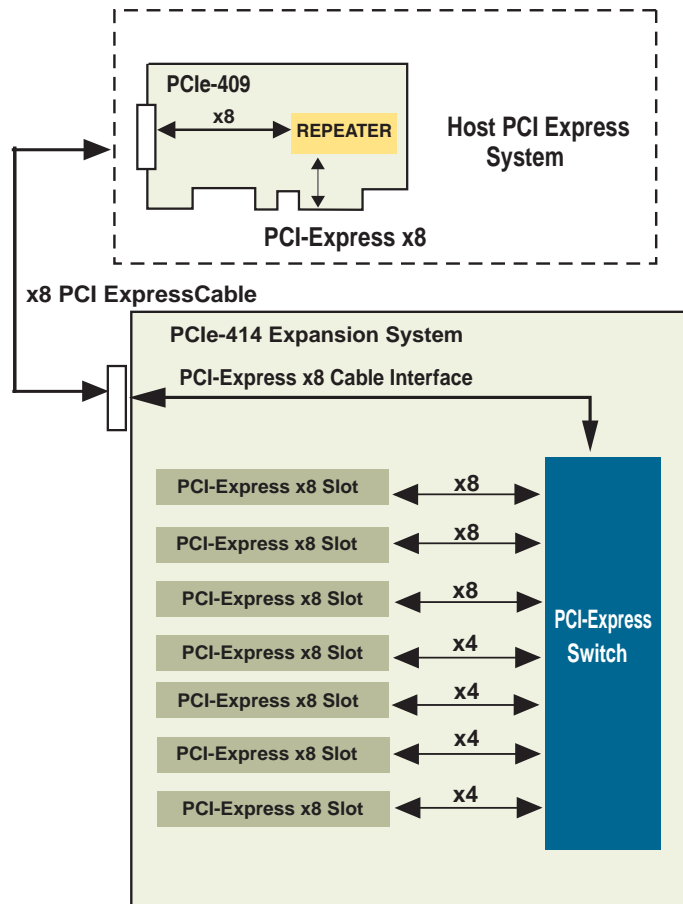 PCIe-409
x8
REPEATER
Host PCI Express
System
PCI-Express x8
x8 PCI ExpressCable
PCIe-414 Expansion System
PCI-Express x8 Cable Interface
PCI-Express x8 Slot
x8
PCI-Express x8 Slot
x8
PCI-Express x8 Slot
x8
PCI-Express x8 Slot
x4
PCI-Express x8 Slot
x4
PCI-Express x8 Slot
x4
PCI-Express x8 Slot
x4
PCI-Express
Switch